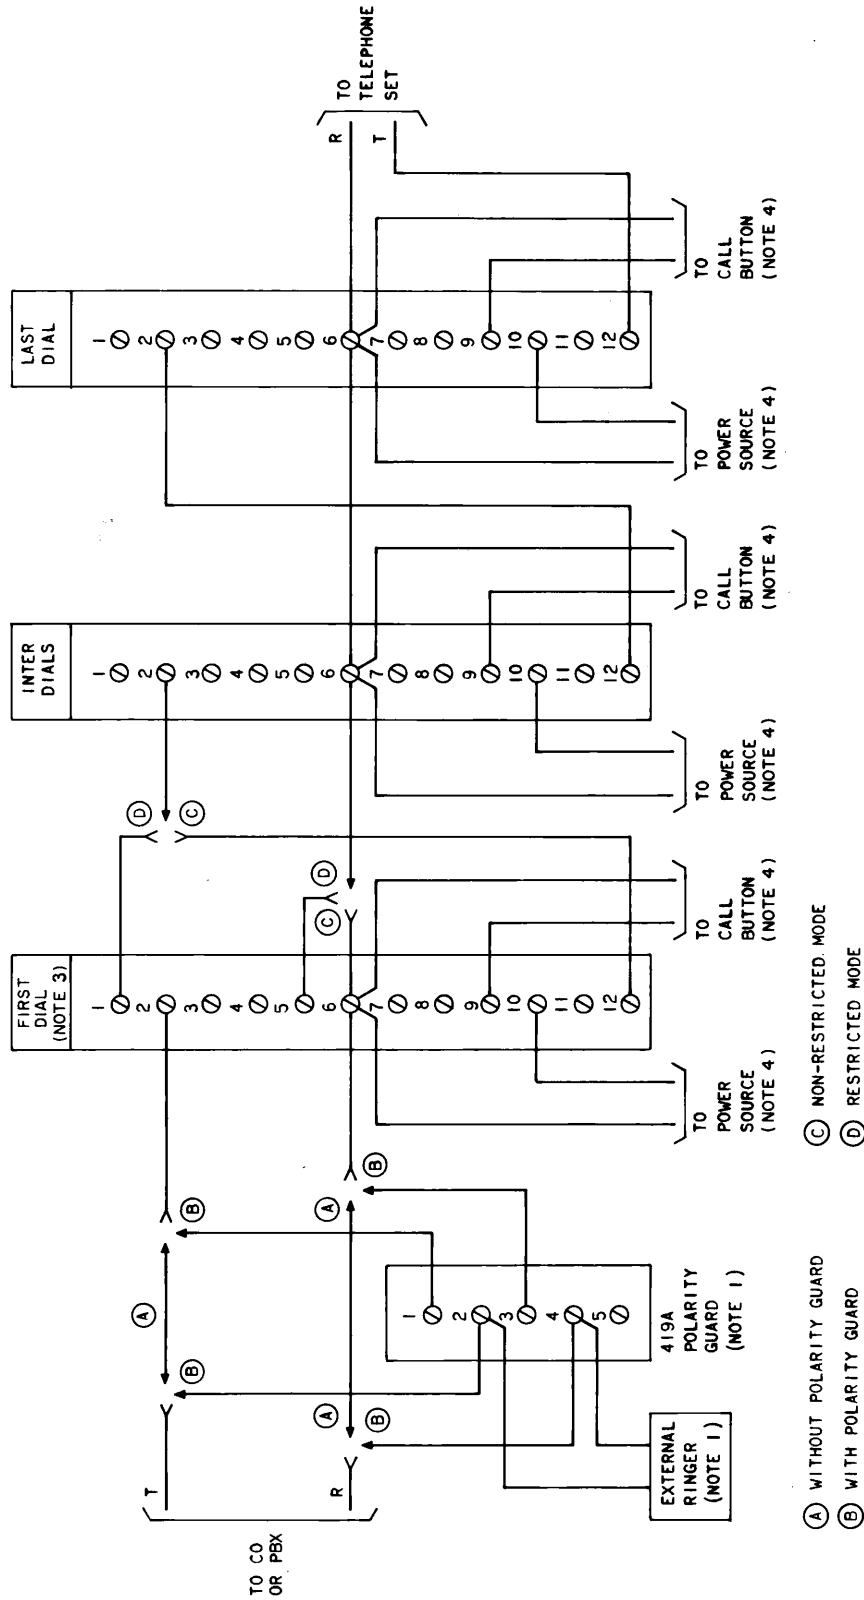 TO CO
OR PBX
T
R
A
B
A
B
A
B
A
B
EXTERNAL
RINGER
(NOTE 1)
1
2
3
4
5
419A
POLARITY
GUARD
(NOTE 1)
FIRST
DIAL
(NOTE 3)
1
2
3
4
5
6
7
8
9
10
11
12
TO
POWER
SOURCE
(NOTE 4)
TO
CALL
BUTTON
(NOTE 4)
D
C
D
C
INTER
DIALS
1
2
3
4
5
6
7
8
9
10
11
12
TO
POWER
SOURCE
(NOTE 4)
TO
CALL
BUTTON
(NOTE 4)
LAST
DIAL
1
2
3
4
5
6
7
8
9
10
11
12
TO
POWER
SOURCE
(NOTE 4)
TO
CALL
BUTTON
(NOTE 4)
R
T
TO
TELEPHONE
SET
A WITHOUT POLARITY GUARD
B WITH POLARITY GUARD
C NON-RESTRICTED MODE
D RESTRICTED MODE